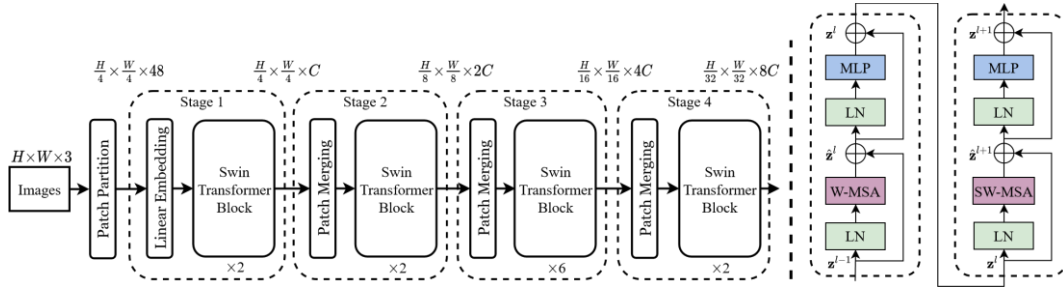 H×W×3
Images
Patch Partition
H/4 × W/4 × 48
Stage 1
Linear Embedding
Swin
Transformer
Block
×2
H/4 × W/4 × C
Stage 2
Patch Merging
Swin
Transformer
Block
×2
H/8 × W/8 × 2C
Stage 3
Patch Merging
Swin
Transformer
Block
×6
H/16 × W/16 × 4C
Stage 4
Patch Merging
Swin
Transformer
Block
×2
H/32 × W/32 × 8C
z^l
MLP
LN
ẑ^l
W-MSA
LN
z^{l-1}
z^{l+1}
MLP
LN
ẑ^{l+1}
SW-MSA
LN
z^l